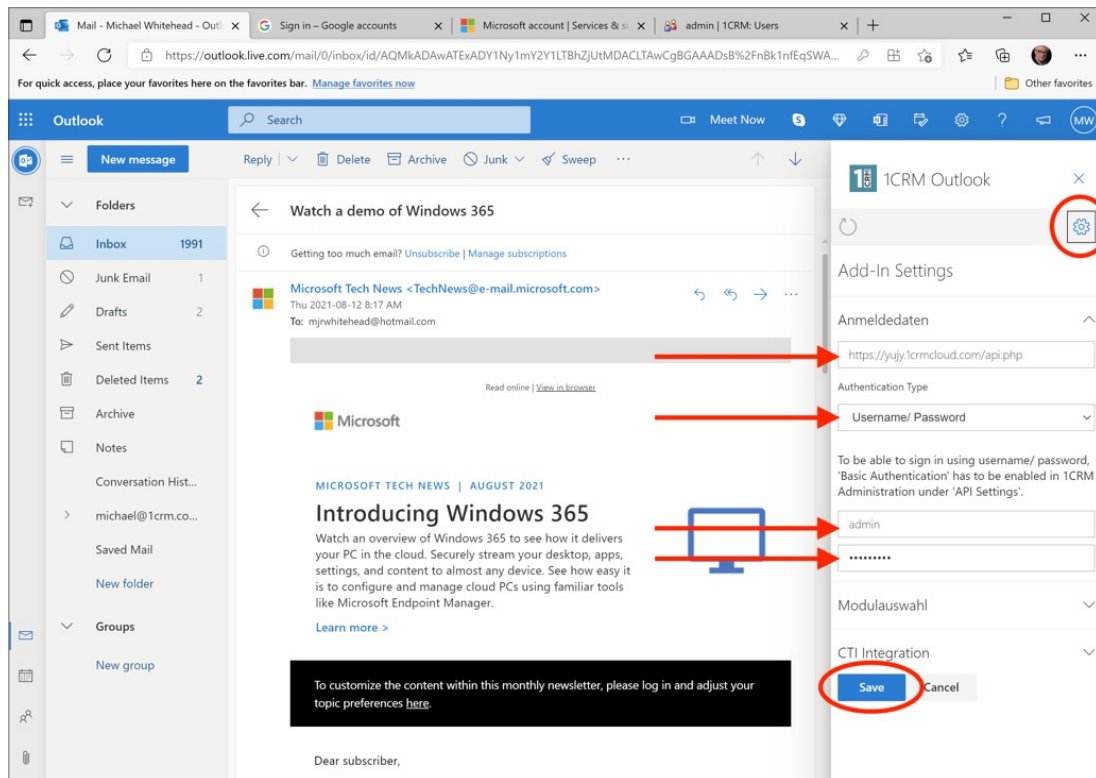 Mail - Michael Whitehead - Outl
Sign in – Google accounts
Microsoft account | Services & s
admin | 1CRM: Users
https://outlook.live.com/mail/0/inbox/id/AQMkADAwATExADY1Ny1mY2Y1LTBhZjUtMDACLTAwCgBGAAADsB%2FnBk1nfEqSWA...
For quick access, place your favorites here on the favorites bar. Manage favorites now
Other favorites
Outlook
Search
Meet Now
MW
New message
Reply
Delete
Archive
Junk
Sweep
Folders
Inbox 1991
Junk Email 1
Drafts 2
Sent Items
Deleted Items 2
Archive
Notes
Conversation Hist...
michael@1crm.co...
Saved Mail
New folder
Groups
New group
Watch a demo of Windows 365
Getting too much email? Unsubscribe | Manage subscriptions
Microsoft Tech News <TechNews@e-mail.microsoft.com>
Thu 2021-08-12 8:17 AM
To: mjrwhitehead@hotmail.com
Read online | View in browser
Microsoft
MICROSOFT TECH NEWS | AUGUST 2021
Introducing Windows 365
Watch an overview of Windows 365 to see how it delivers
your PC in the cloud. Securely stream your desktop, apps,
settings, and content to almost any device. See how easy it
is to configure and manage cloud PCs using familiar tools
like Microsoft Endpoint Manager.
Learn more >
To customize the content within this monthly newsletter, please log in and adjust your
topic preferences here.
Dear subscriber,
1CRM Outlook
Add-In Settings
Anmeldedaten
https://yujy.1crmcloud.com/api.php
Authentication Type
Username/ Password
To be able to sign in using username/ password,
'Basic Authentication' has to be enabled in 1CRM
Administration under 'API Settings'.
admin
•••••••••
Modulauswahl
CTI Integration
Save
Cancel